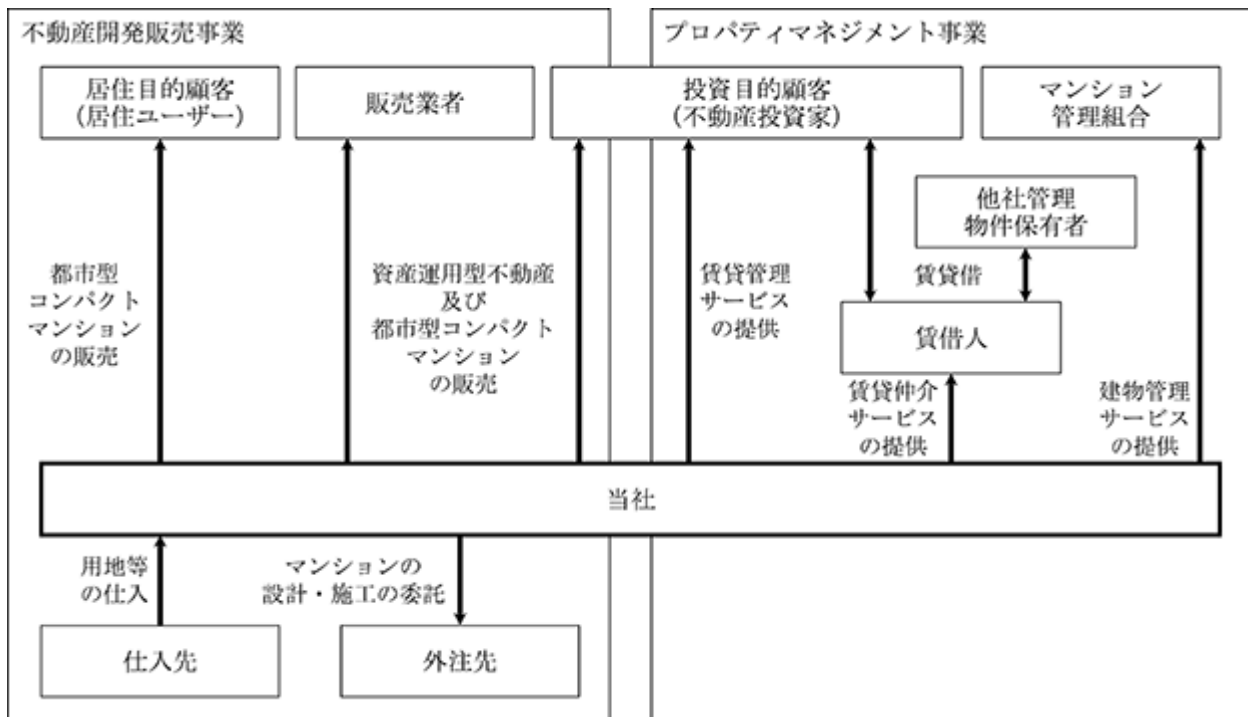 不動産開発販売事業
プロパティマネジメント事業
居住目的顧客
(居住ユーザー)
販売業者
投資目的顧客
(不動産投資家)
マンション
管理組合
他社管理
物件保有者
都市型
コンパクト
マンション
の販売
資産運用型不動産
及び
都市型コンパクト
マンション
の販売
賃貸管理
サービス
の提供
賃貸借
賃借人
賃貸仲介
サービス
の提供
建物管理
サービス
の提供
当社
用地等
の仕入
マンションの
設計・施工の委託
仕入先
外注先